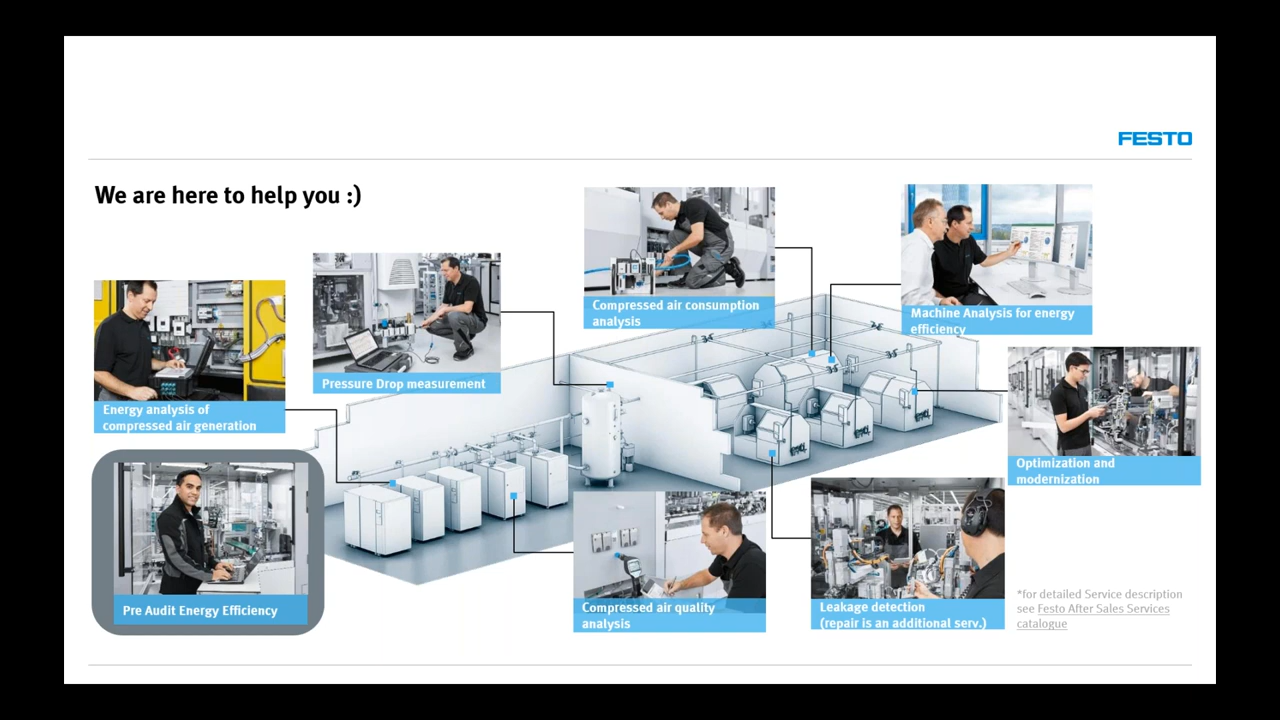 FESTO
We are here to help you :)
Compressed air consumption
analysis
Machine Analysis for energy
efficiency
Pressure Drop measurement
Energy analysis of
compressed air generation
Optimization and
modernization
Pre Audit Energy Efficiency
Compressed air quality
analysis
Leakage detection
(repair is an additional serv.)
*for detailed Service description
see Festo After Sales Services
catalogue